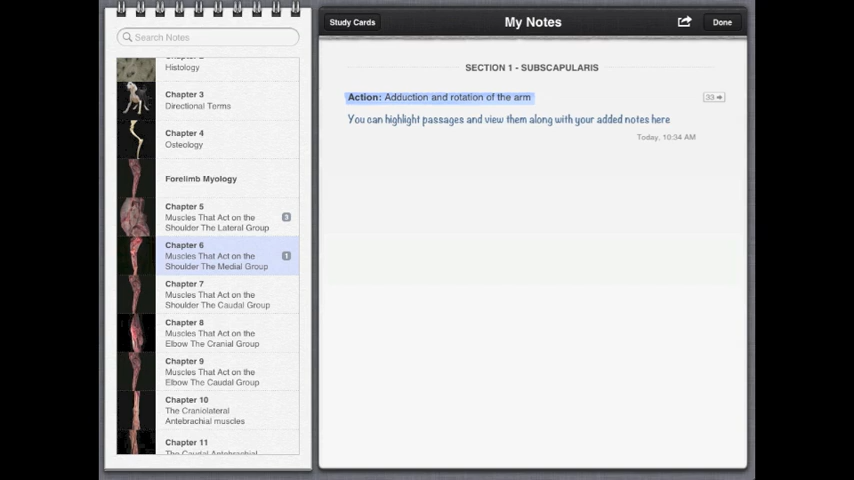 Search Notes
Histology
Chapter 3
Directional Terms
Chapter 4
Osteology
Forelimb Myology
Chapter 5
Muscles That Act on the
Shoulder The Lateral Group
3
Chapter 6
Muscles That Act on the
Shoulder The Medial Group
1
Chapter 7
Muscles That Act on the
Shoulder The Caudal Group
Chapter 8
Muscles That Act on the
Elbow The Cranial Group
Chapter 9
Muscles That Act on the
Elbow The Caudal Group
Chapter 10
The Craniolateral
Antebrachial muscles
Chapter 11
The Caudal Antebrachial
Study Cards
My Notes
Done
SECTION 1 - SUBSCAPULARIS
Action: Adduction and rotation of the arm
33
You can highlight passages and view them along with your added notes here
Today, 10:34 AM